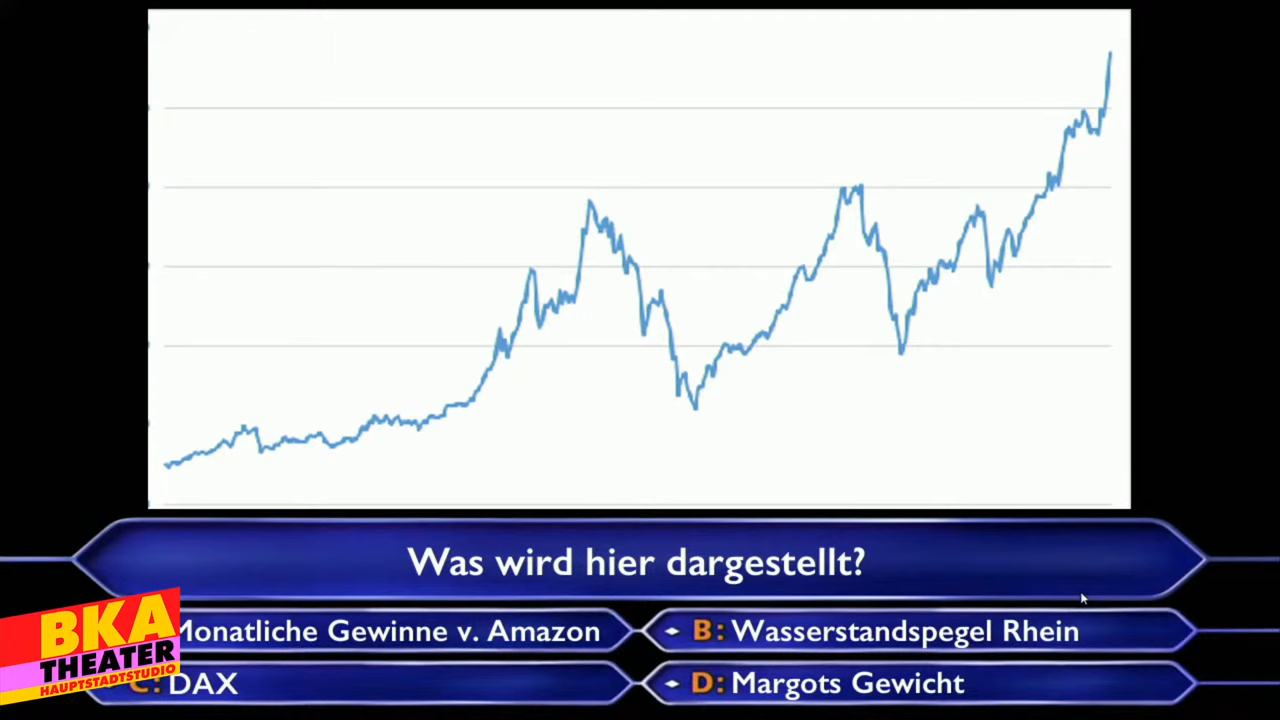 Was wird hier dargestellt?
Monatliche Gewinne v. Amazon
B: Wasserstandspegel Rhein
C: DAX
D: Margots Gewicht
BKA
THEATER
HAUPTSTADTSTUDIO